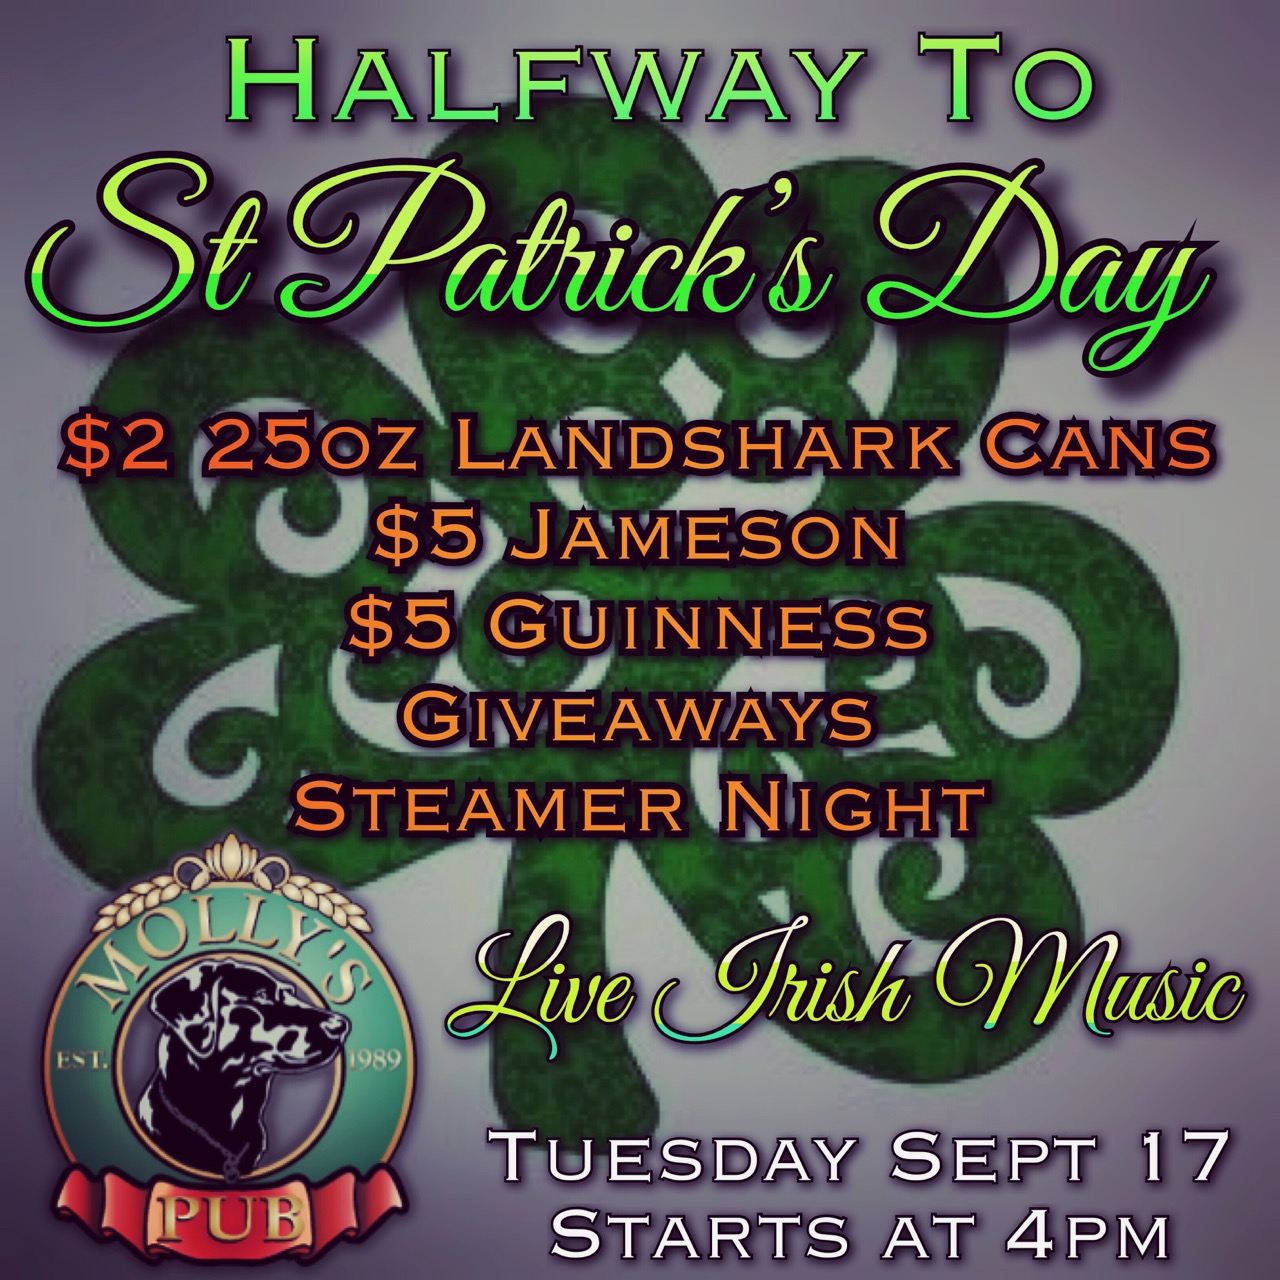 Halfway To
St Patrick's Day
$2 25oz Landshark Cans
$5 Jameson
$5 Guinness
Giveaways
Steamer Night
MOLLY'S
EST. 1989
PUB
Live Irish Music
Tuesday Sept 17
Starts at 4pm